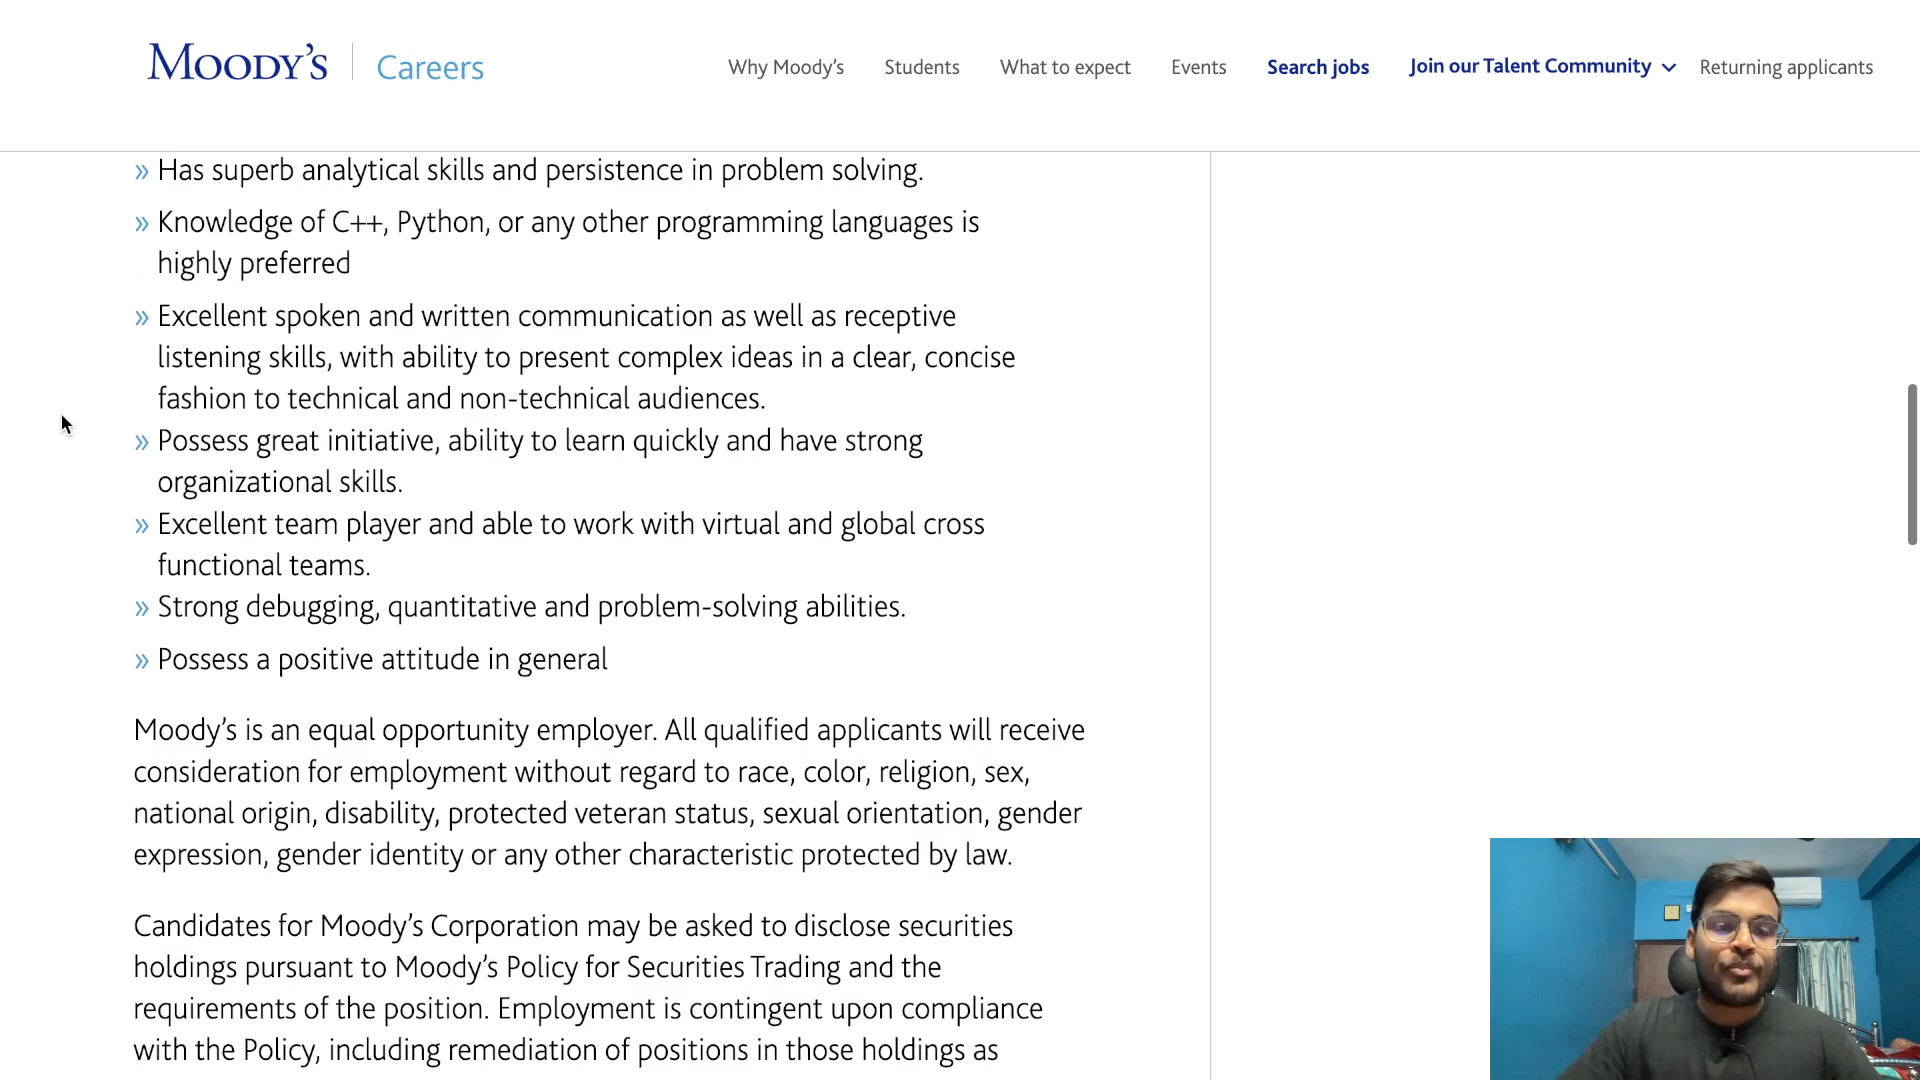 MOODY'S | Careers
Why Moody's Students What to expect Events Search jobs Join our Talent Community Returning applicants
» Has superb analytical skills and persistence in problem solving.
» Knowledge of C++, Python, or any other programming languages is
highly preferred
» Excellent spoken and written communication as well as receptive
listening skills, with ability to present complex ideas in a clear, concise
fashion to technical and non-technical audiences.
» Possess great initiative, ability to learn quickly and have strong
organizational skills.
» Excellent team player and able to work with virtual and global cross
functional teams.
» Strong debugging, quantitative and problem-solving abilities.
» Possess a positive attitude in general
Moody's is an equal opportunity employer. All qualified applicants will receive
consideration for employment without regard to race, color, religion, sex,
national origin, disability, protected veteran status, sexual orientation, gender
expression, gender identity or any other characteristic protected by law.
Candidates for Moody's Corporation may be asked to disclose securities
holdings pursuant to Moody's Policy for Securities Trading and the
requirements of the position. Employment is contingent upon compliance
with the Policy, including remediation of positions in those holdings as